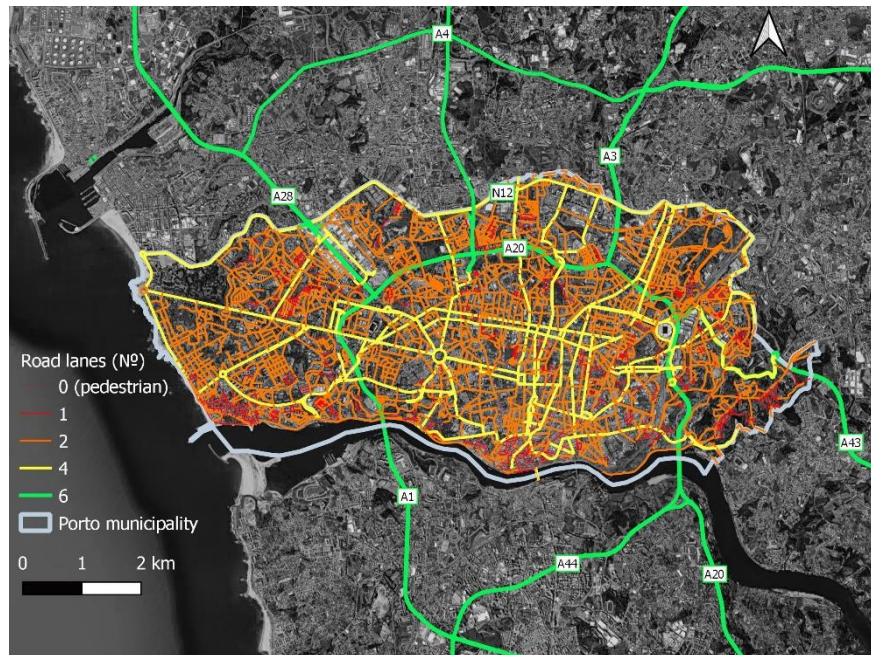 A4
A3
A28
N12
A20
Road lanes (Nº)
0 (pedestrian)
1
2
4
6
Porto municipality
0 1 2 km
A43
A1
A44
A20